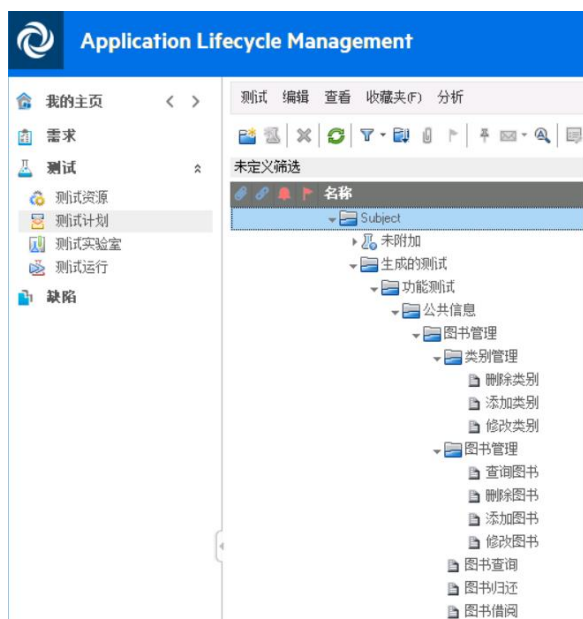 Application Lifecycle Management
我的主页
需求
测试
测试资源
测试计划
测试实验室
测试运行
缺陷
测试 编辑 查看 收藏夹(F) 分析
未定义筛选
名称
Subject
未附加
生成的测试
功能测试
公共信息
图书管理
类别管理
删除类别
添加类别
修改类别
图书管理
查询图书
删除图书
添加图书
修改图书
图书查询
图书归还
图书借阅